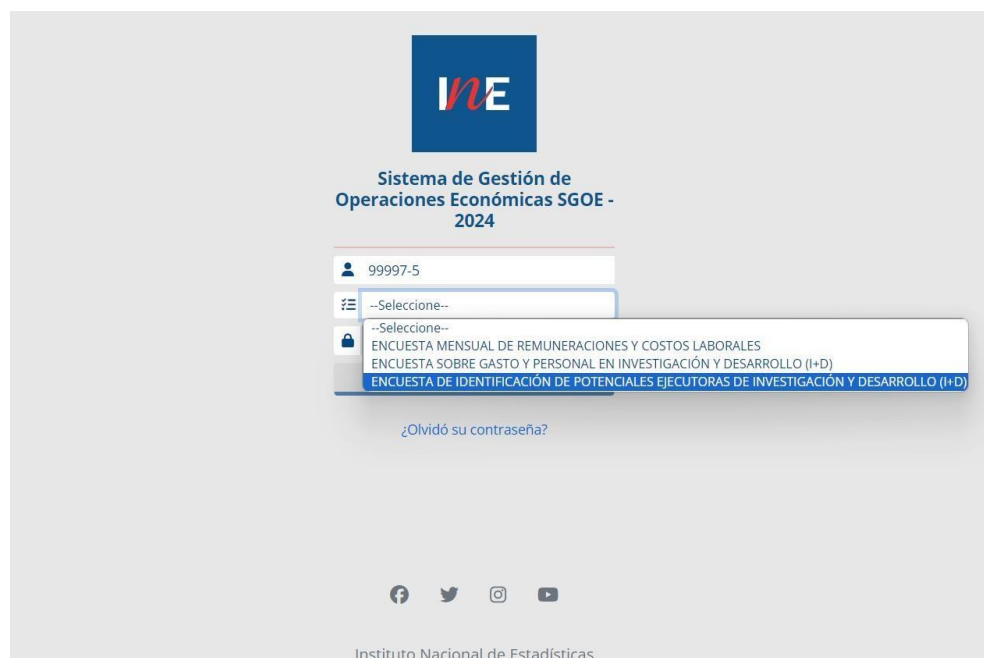 INE
Sistema de Gestión de
Operaciones Económicas SGOE -
2024
99997-5
--Seleccione--
--Seleccione--
ENCUESTA MENSUAL DE REMUNERACIONES Y COSTOS LABORALES
ENCUESTA SOBRE GASTO Y PERSONAL EN INVESTIGACIÓN Y DESARROLLO (I+D)
ENCUESTA DE IDENTIFICACIÓN DE POTENCIALES EJECUTORAS DE INVESTIGACIÓN Y DESARROLLO (I+D)
¿Olvidó su contraseña?
Instituto Nacional de Estadísticas